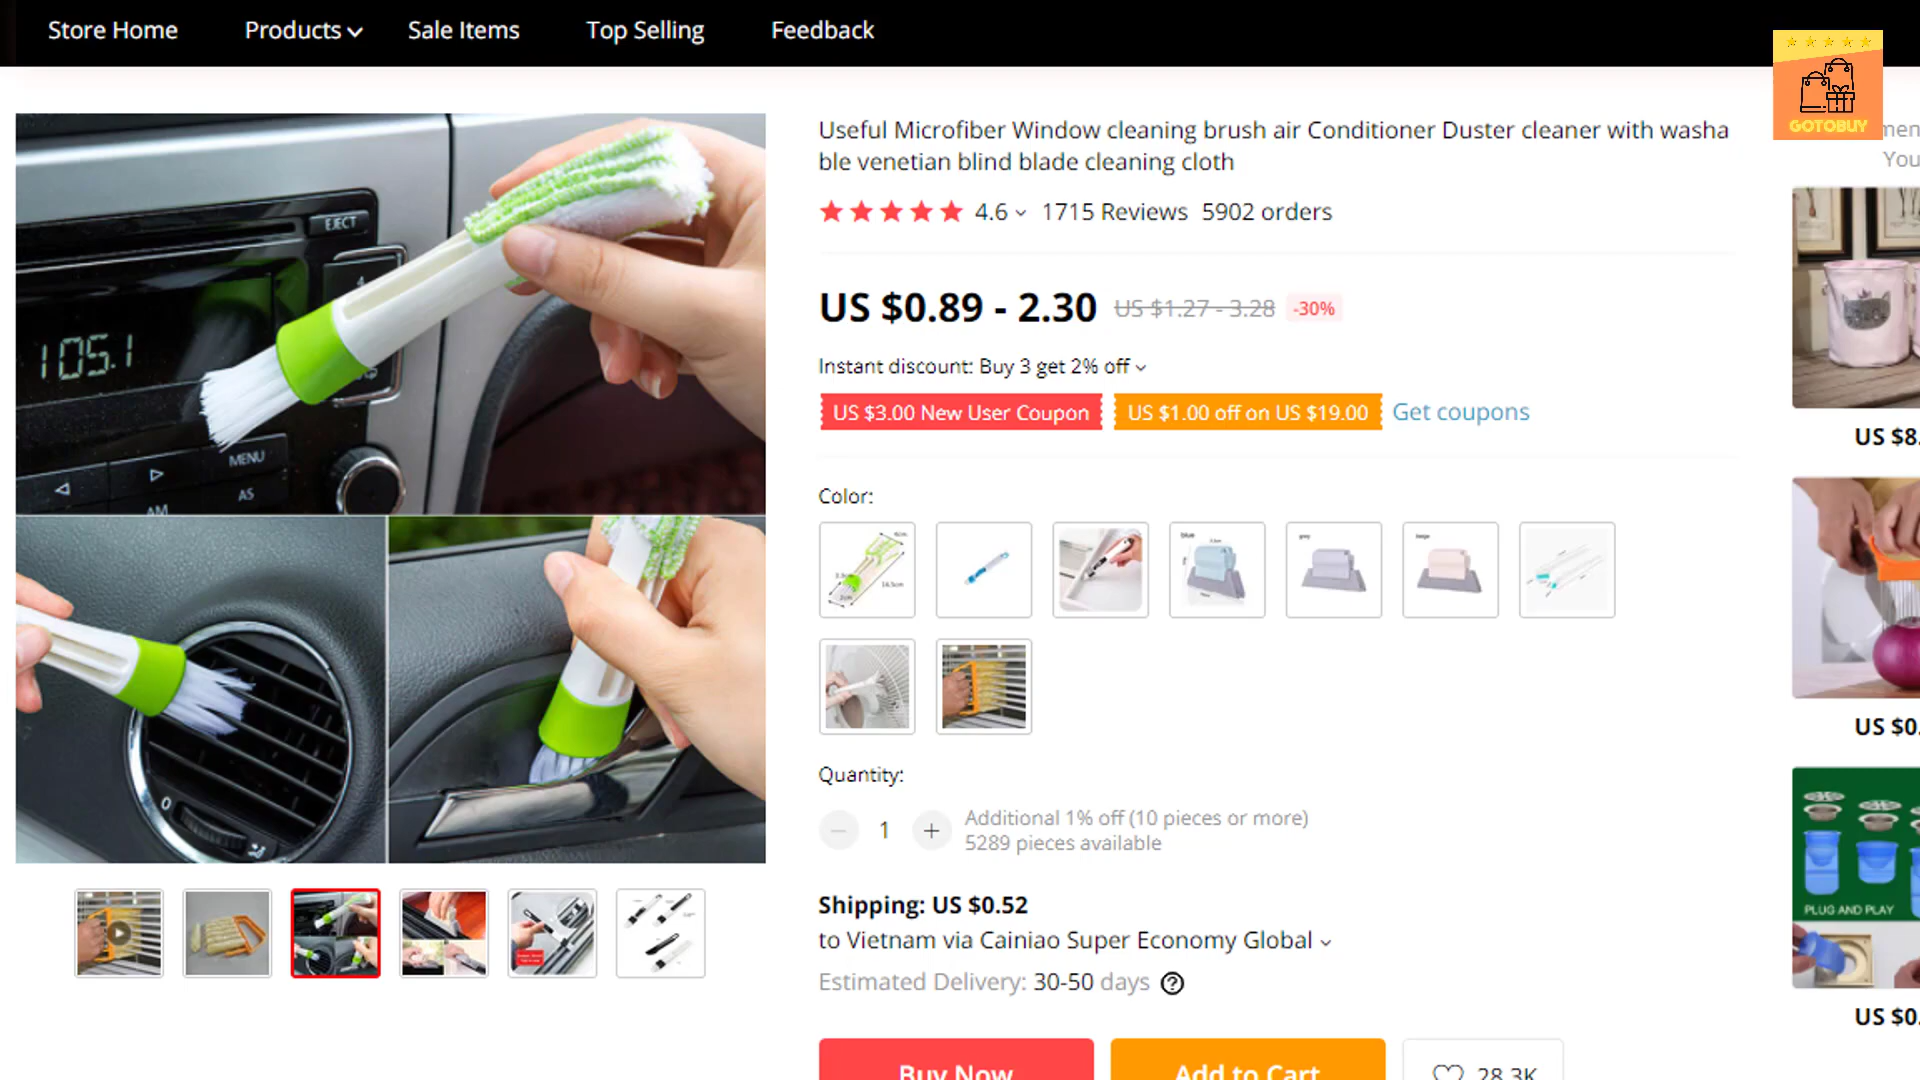 Store Home
Products
Sale Items
Top Selling
Feedback
GOTOBUY
You
EJECT
105.1
MENU
AS
AM
0
Useful Microfiber Window cleaning brush air Conditioner Duster cleaner with washa
ble venetian blind blade cleaning cloth
4.6
1715 Reviews
5902 orders
US $0.89 - 2.30
US $1.27 - 3.28
-30%
Instant discount: Buy 3 get 2% off
US $3.00 New User Coupon
US $1.00 off on US $19.00
Get coupons
Color:
blue
grey
beige
Quantity:
1
Additional 1% off (10 pieces or more)
5289 pieces available
Shipping: US $0.52
to Vietnam via Cainiao Super Economy Global
Estimated Delivery: 30-50 days
Buy Now
Add to Cart
28.3K
US $8.
US $0.
PLUG AND PLAY
US $0.